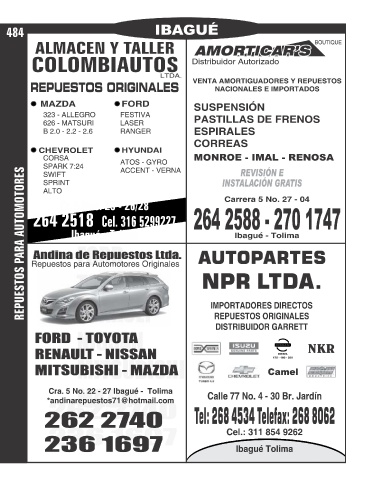 484
IBAGUÉ
REPUESTOS PARA AUTOMOTORES
ALMACEN Y TALLER
COLOMBIAUTOS
LTDA.
REPUESTOS ORIGINALES
MAZDA
323 - ALLEGRO
626 - MATSURI
B 2.0 - 2.2 - 2.6
FORD
FESTIVA
LASER
RANGER
CHEVROLET
CORSA
SPARK 7:24
SWIFT
SPRINT
ALTO
HYUNDAI
ATOS - GYRO
ACCENT - VERNA
264 2518 Cel. 316 5299227
BOUTIQUE
AMORTICAR'S
Distribuidor Autorizado
VENTA AMORTIGUADORES Y REPUESTOS
NACIONALES E IMPORTADOS
SUSPENSIÓN
PASTILLAS DE FRENOS
ESPIRALES
CORREAS
MONROE - IMAL - RENOSA
REVISIÓN E
INSTALACIÓN GRATIS
Carrera 5 No. 27 - 04
264 2588 - 270 1747
Ibagué - Tolima
Andina de Repuestos Ltda.
Repuestos para Automotores Originales
FORD - TOYOTA
RENAULT - NISSAN
MITSUBISHI - MAZDA
Cra. 5 No. 22 - 27 Ibagué - Tolima
*andinarepuestos71@hotmail.com
262 2740
236 1697
AUTOPARTES
NPR LTDA.
IMPORTADORES DIRECTOS
REPUESTOS ORIGINALES
DISTRIBUIDOR GARRETT
ISUZU
NKR
CHEVROLET
Camel
Calle 77 No. 4 - 30 Br. Jardín
Tel: 268 4534 Telefax: 268 8062
Cel.: 311 854 9262
Ibagué Tolima